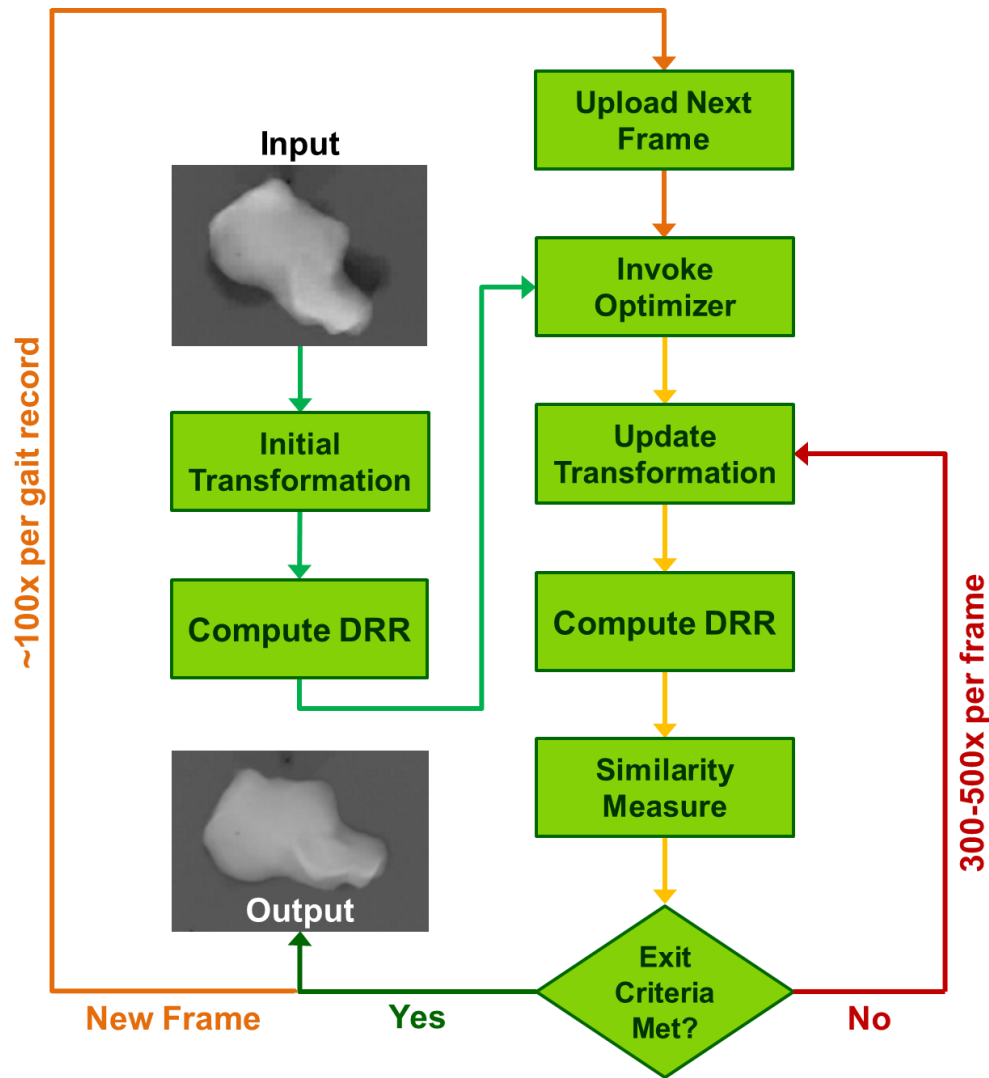 Upload Next
Frame
Input
Invoke
Optimizer
Initial
Transformation
Update
Transformation
Compute DRR
Compute DRR
Similarity
Measure
Output
Exit
Criteria
Met?
New Frame
Yes
No
~100x per gait record
300-500x per frame